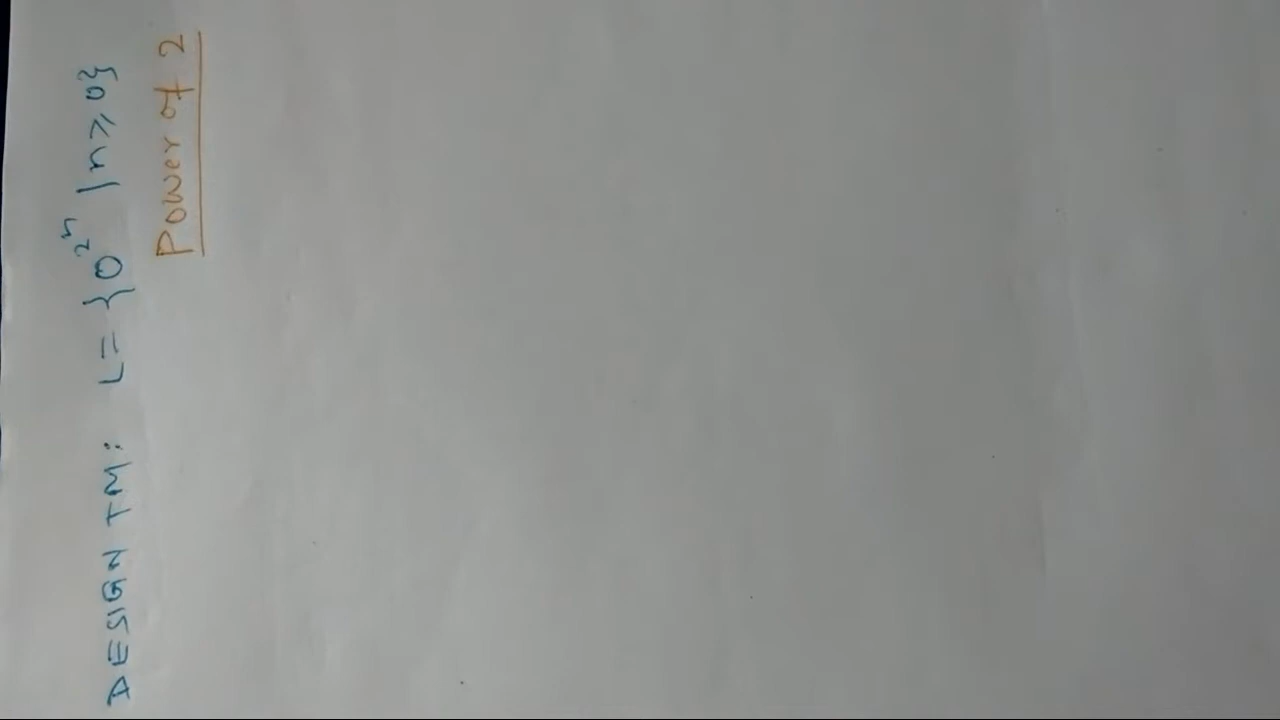 DESIGN TM: L = {0^2^n | n ≥ 0}
Power of 2